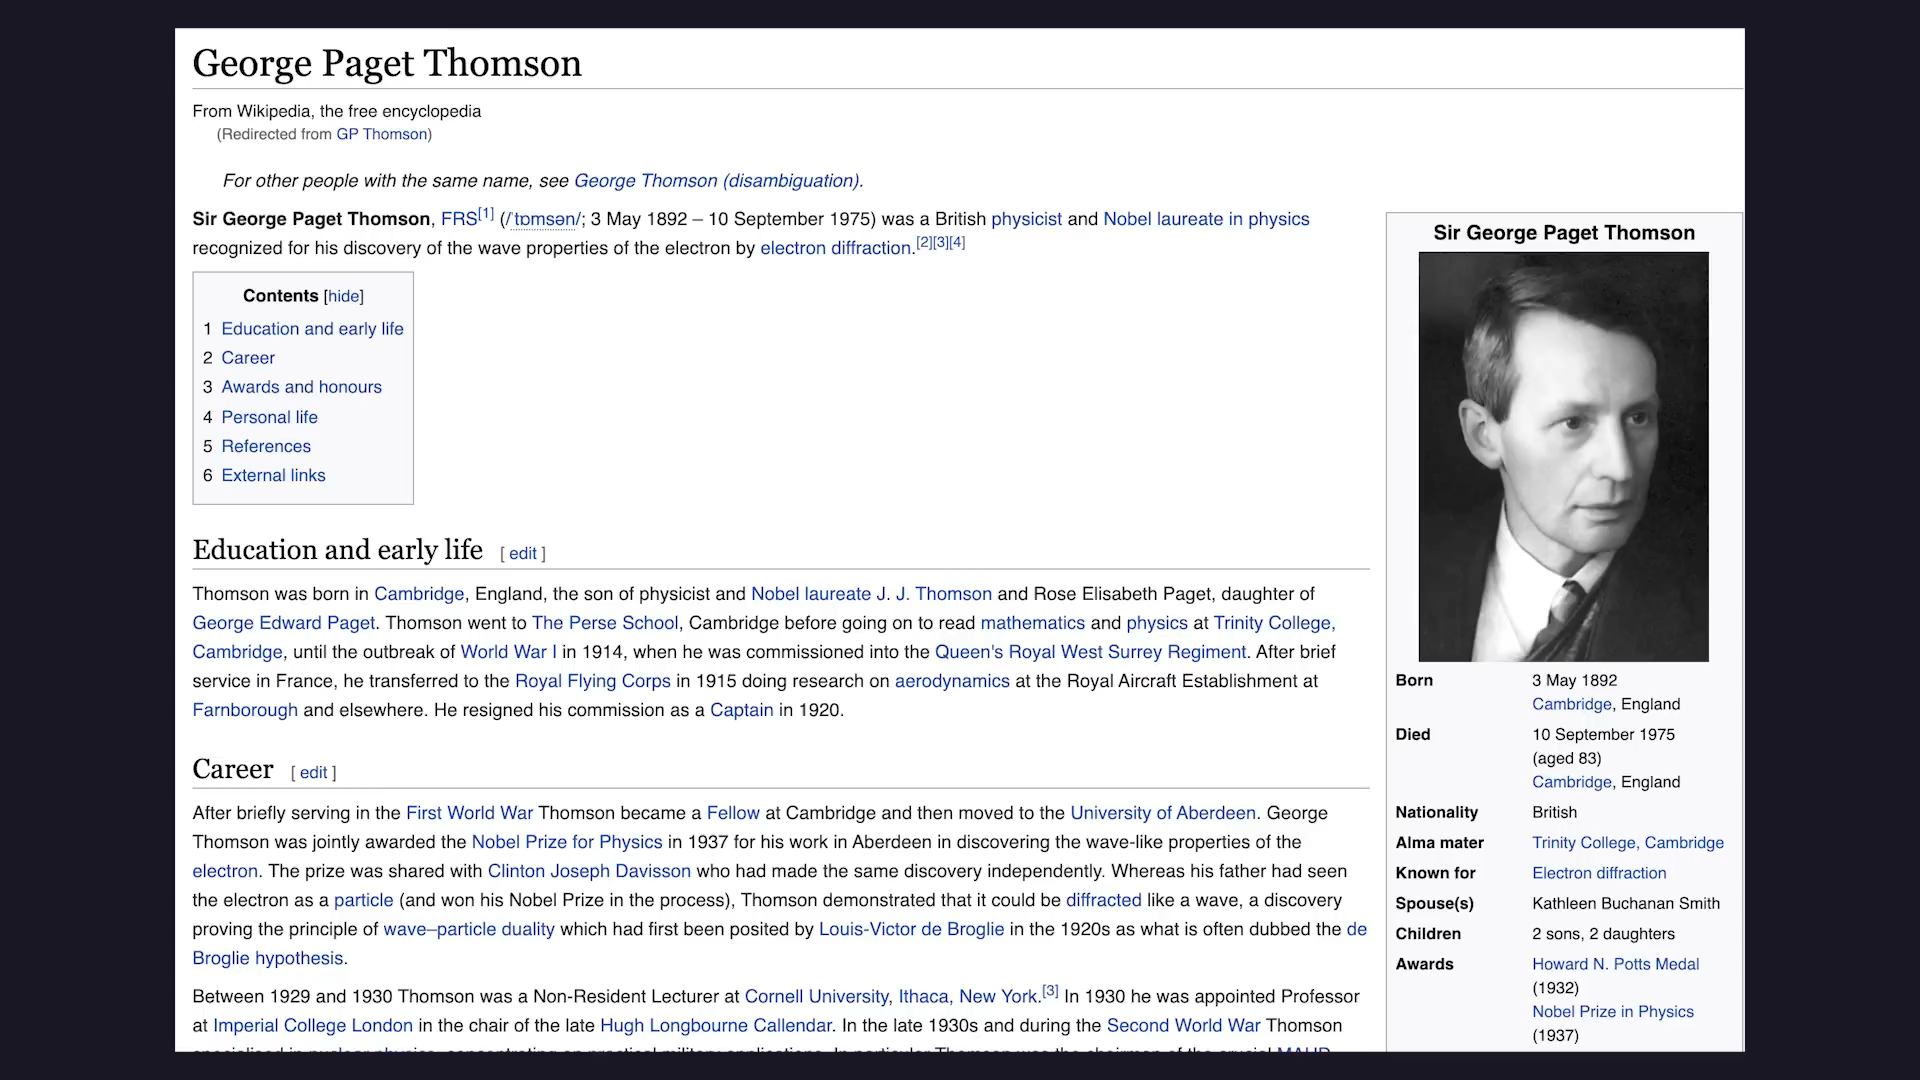 George Paget Thomson
From Wikipedia, the free encyclopedia
(Redirected from GP Thomson)
For other people with the same name, see George Thomson (disambiguation).
Sir George Paget Thomson, FRS[1] (/ˈtɒmsən/; 3 May 1892 – 10 September 1975) was a British physicist and Nobel laureate in physics
recognized for his discovery of the wave properties of the electron by electron diffraction.[2][3][4]
Contents [hide]
1 Education and early life
2 Career
3 Awards and honours
4 Personal life
5 References
6 External links
Education and early life [ edit ]
Thomson was born in Cambridge, England, the son of physicist and Nobel laureate J. J. Thomson and Rose Elisabeth Paget, daughter of
George Edward Paget. Thomson went to The Perse School, Cambridge before going on to read mathematics and physics at Trinity College,
Cambridge, until the outbreak of World War I in 1914, when he was commissioned into the Queen's Royal West Surrey Regiment. After brief
service in France, he transferred to the Royal Flying Corps in 1915 doing research on aerodynamics at the Royal Aircraft Establishment at
Farnborough and elsewhere. He resigned his commission as a Captain in 1920.
Career [ edit ]
After briefly serving in the First World War Thomson became a Fellow at Cambridge and then moved to the University of Aberdeen. George
Thomson was jointly awarded the Nobel Prize for Physics in 1937 for his work in Aberdeen in discovering the wave-like properties of the
electron. The prize was shared with Clinton Joseph Davisson who had made the same discovery independently. Whereas his father had seen
the electron as a particle (and won his Nobel Prize in the process), Thomson demonstrated that it could be diffracted like a wave, a discovery
proving the principle of wave–particle duality which had first been posited by Louis-Victor de Broglie in the 1920s as what is often dubbed the de
Broglie hypothesis.
Between 1929 and 1930 Thomson was a Non-Resident Lecturer at Cornell University, Ithaca, New York.[3] In 1930 he was appointed Professor
at Imperial College London in the chair of the late Hugh Longbourne Callendar. In the late 1930s and during the Second World War Thomson
specialised in nuclear physics, concentrating on practical military applications. In particular Thomson was the chairman of the crucial MAUD
Sir George Paget Thomson
Born 3 May 1892
Cambridge, England
Died 10 September 1975
(aged 83)
Cambridge, England
Nationality British
Alma mater Trinity College, Cambridge
Known for Electron diffraction
Spouse(s) Kathleen Buchanan Smith
Children 2 sons, 2 daughters
Awards Howard N. Potts Medal
(1932)
Nobel Prize in Physics
(1937)